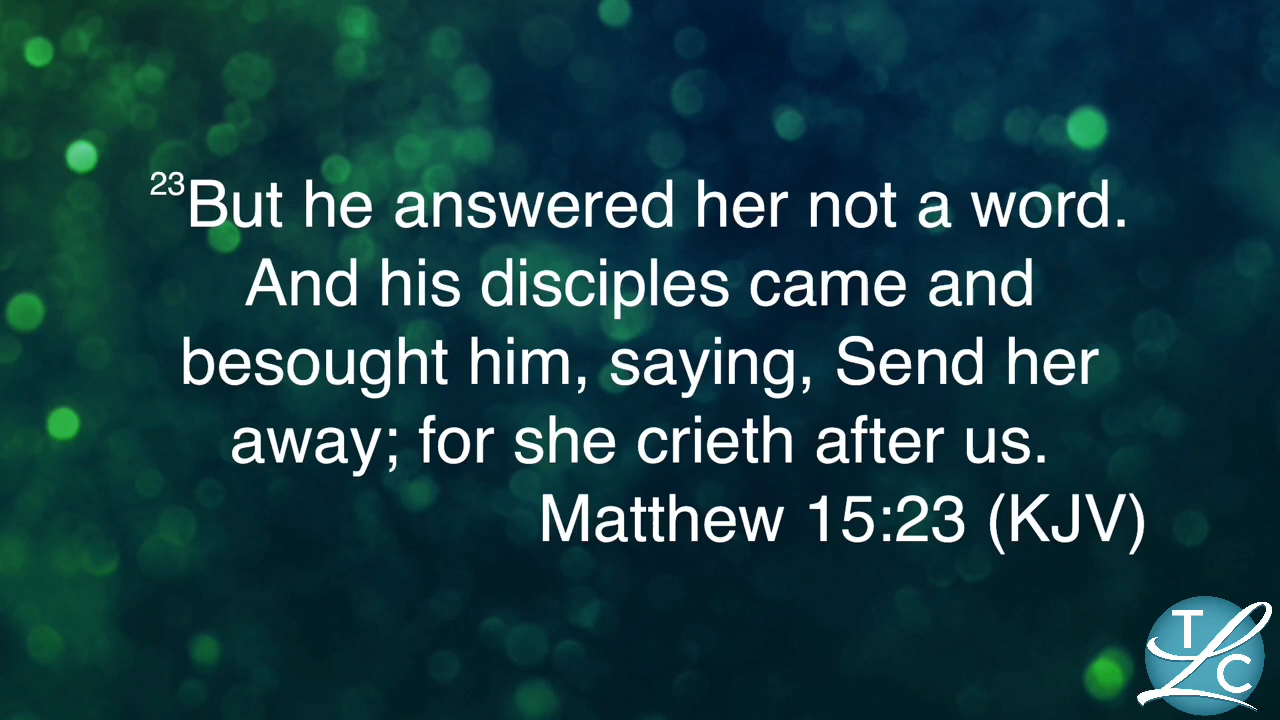 23But he answered her not a word.
And his disciples came and
besought him, saying, Send her
away; for she crieth after us.
Matthew 15:23 (KJV)
TLC